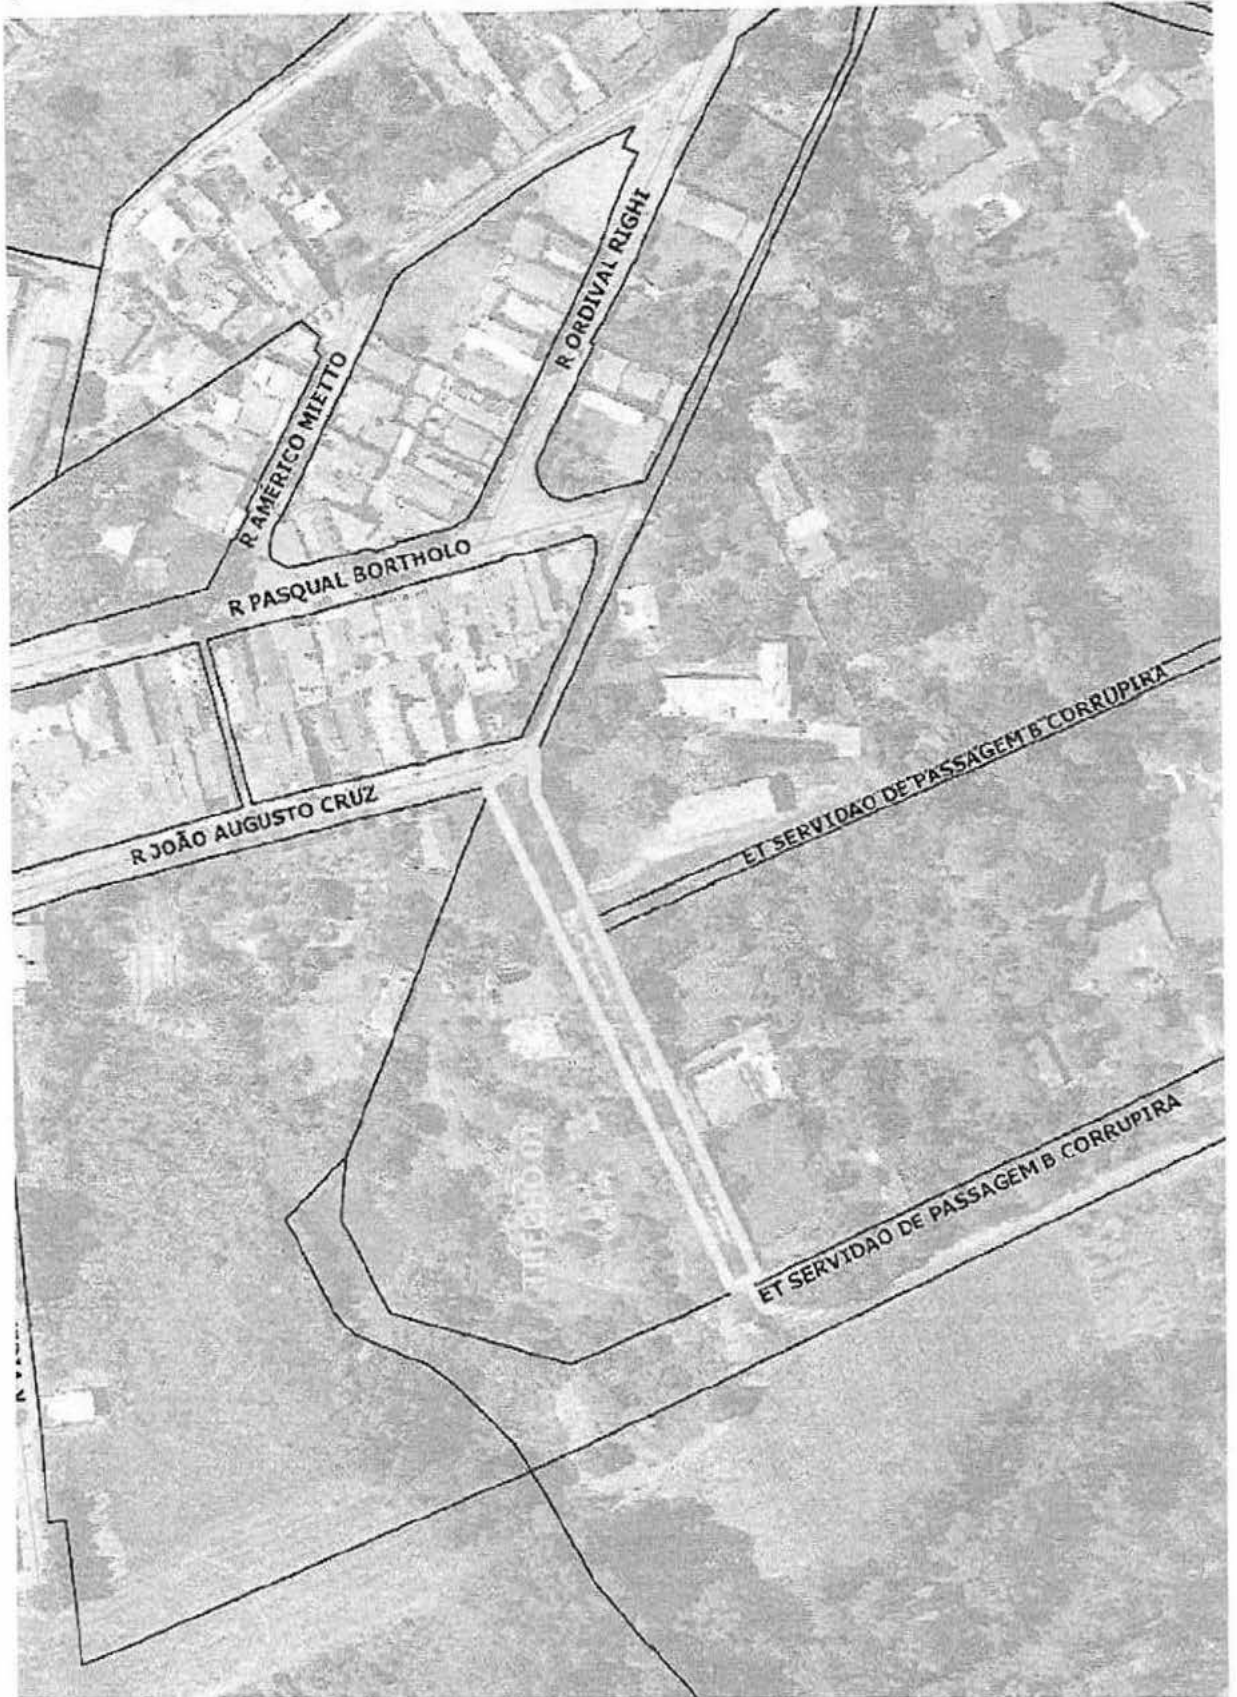 R ORDIVAL RIGHI
R AMÉRICO MIETTO
R PASQUAL BORTHOLO
ET SERVIDAO DE PASSAGEM B CORRUPIRA
R JOÃO AUGUSTO CRUZ
ET SERVIDAO DE PASSAGEM B CORRUPIRA